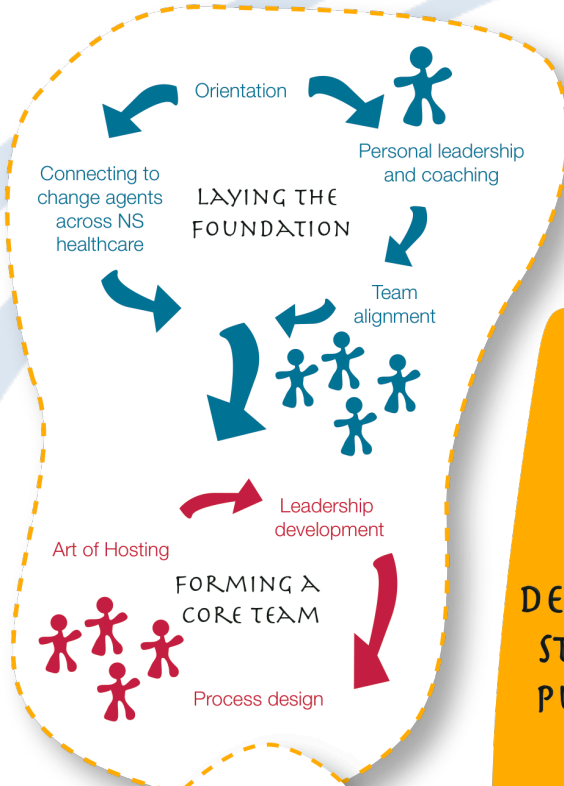 Orientation
Personal leadership
and coaching
Connecting to
change agents
across NS
healthcare
LAYING THE
FOUNDATION
Team
alignment
Leadership
development
Art of Hosting
FORMING A
CORE TEAM
Process design